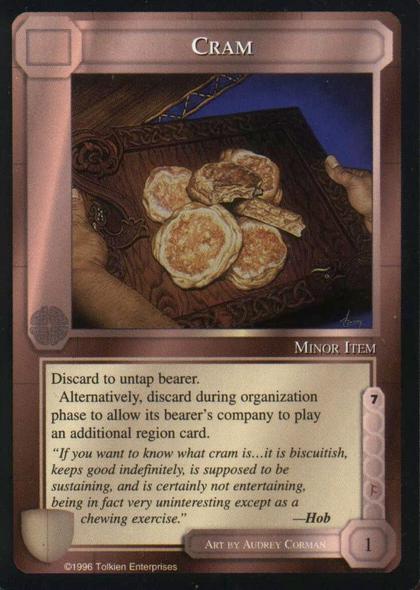 CRAM
MINOR ITEM
Discard to untap bearer.
Alternatively, discard during organization
phase to allow its bearer's company to play
an additional region card.
“If you want to know what cram is…it is biscuitish,
keeps good indefinitely, is supposed to be
sustaining, and is certainly not entertaining,
being in fact very uninteresting except as a
chewing exercise.”
—Hob
7
F
ART BY AUDREY CORMAN
1
©1996 Tolkien Enterprises